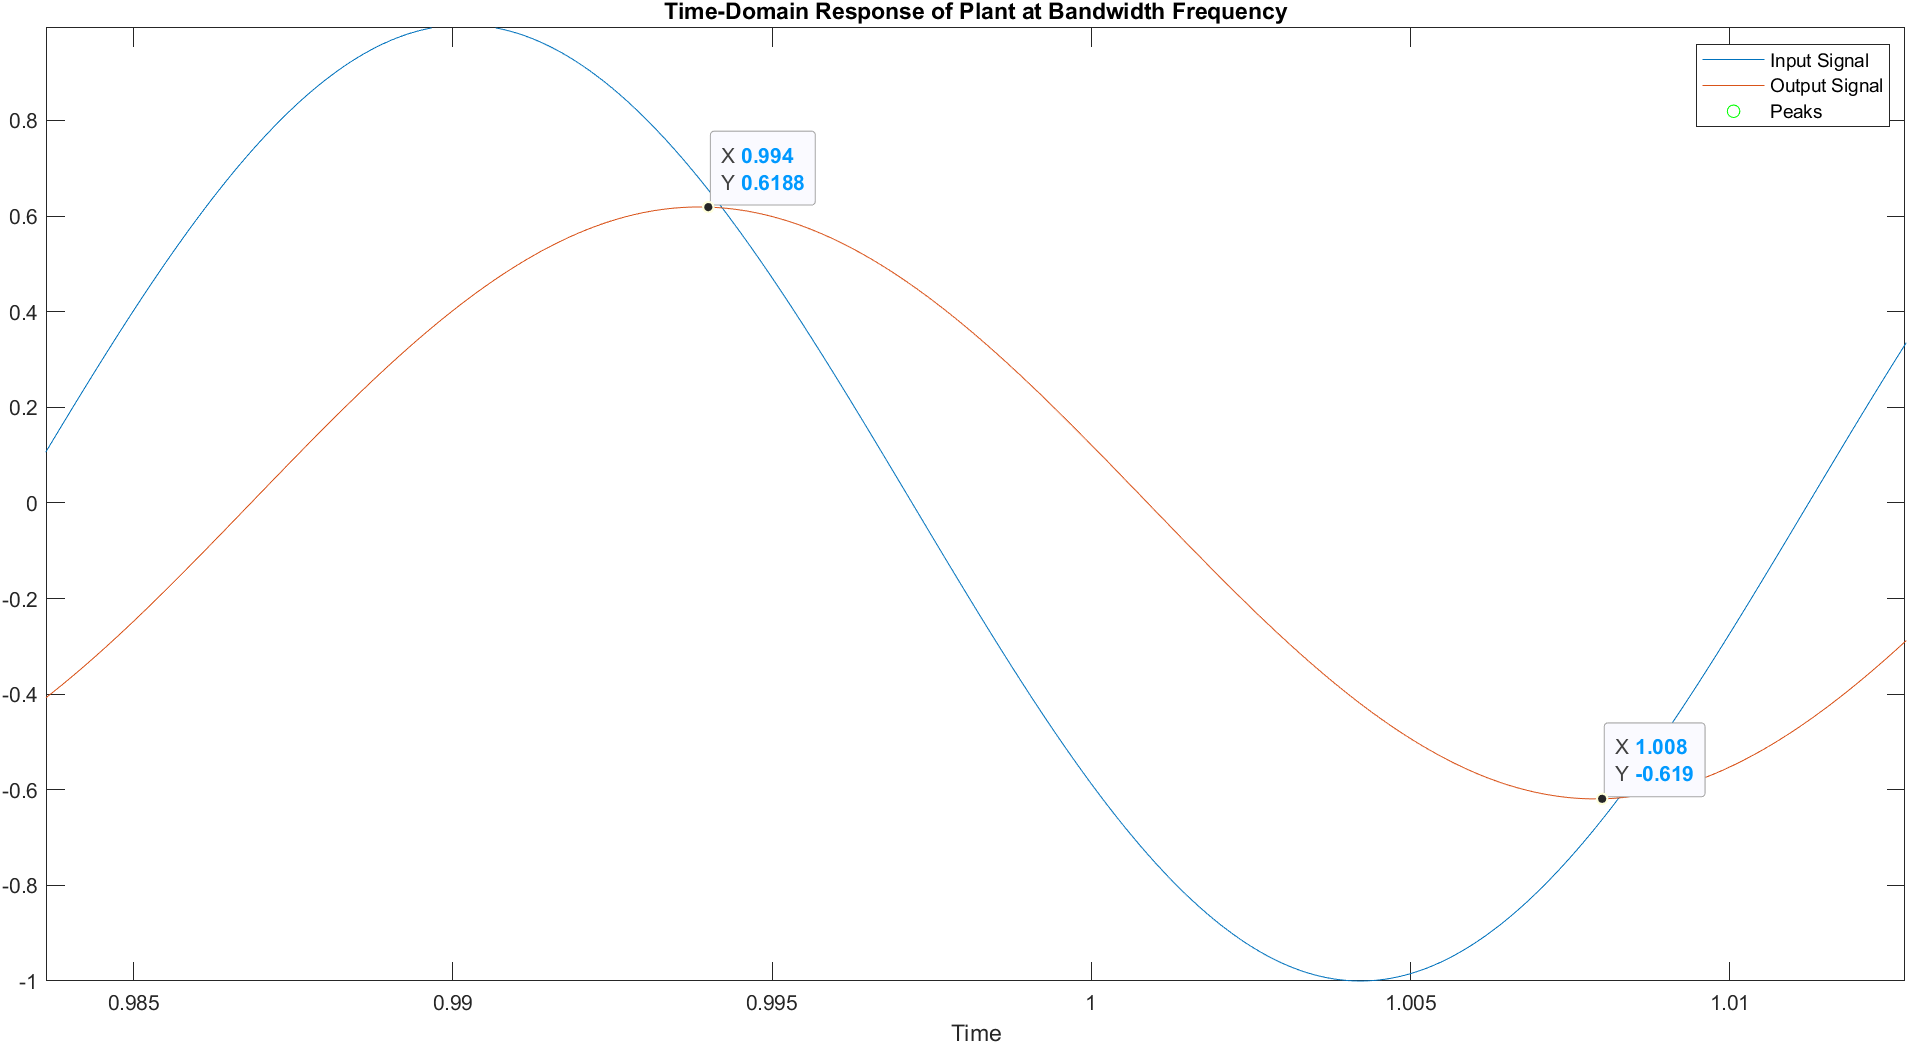 Time-Domain Response of Plant at Bandwidth Frequency
Input Signal
Output Signal
Peaks
X 0.994
Y 0.6188
X 1.008
Y -0.619
0.8
0.6
0.4
0.2
0
-0.2
-0.4
-0.6
-0.8
-1
0.985 0.99 0.995 1 1.005 1.01
Time